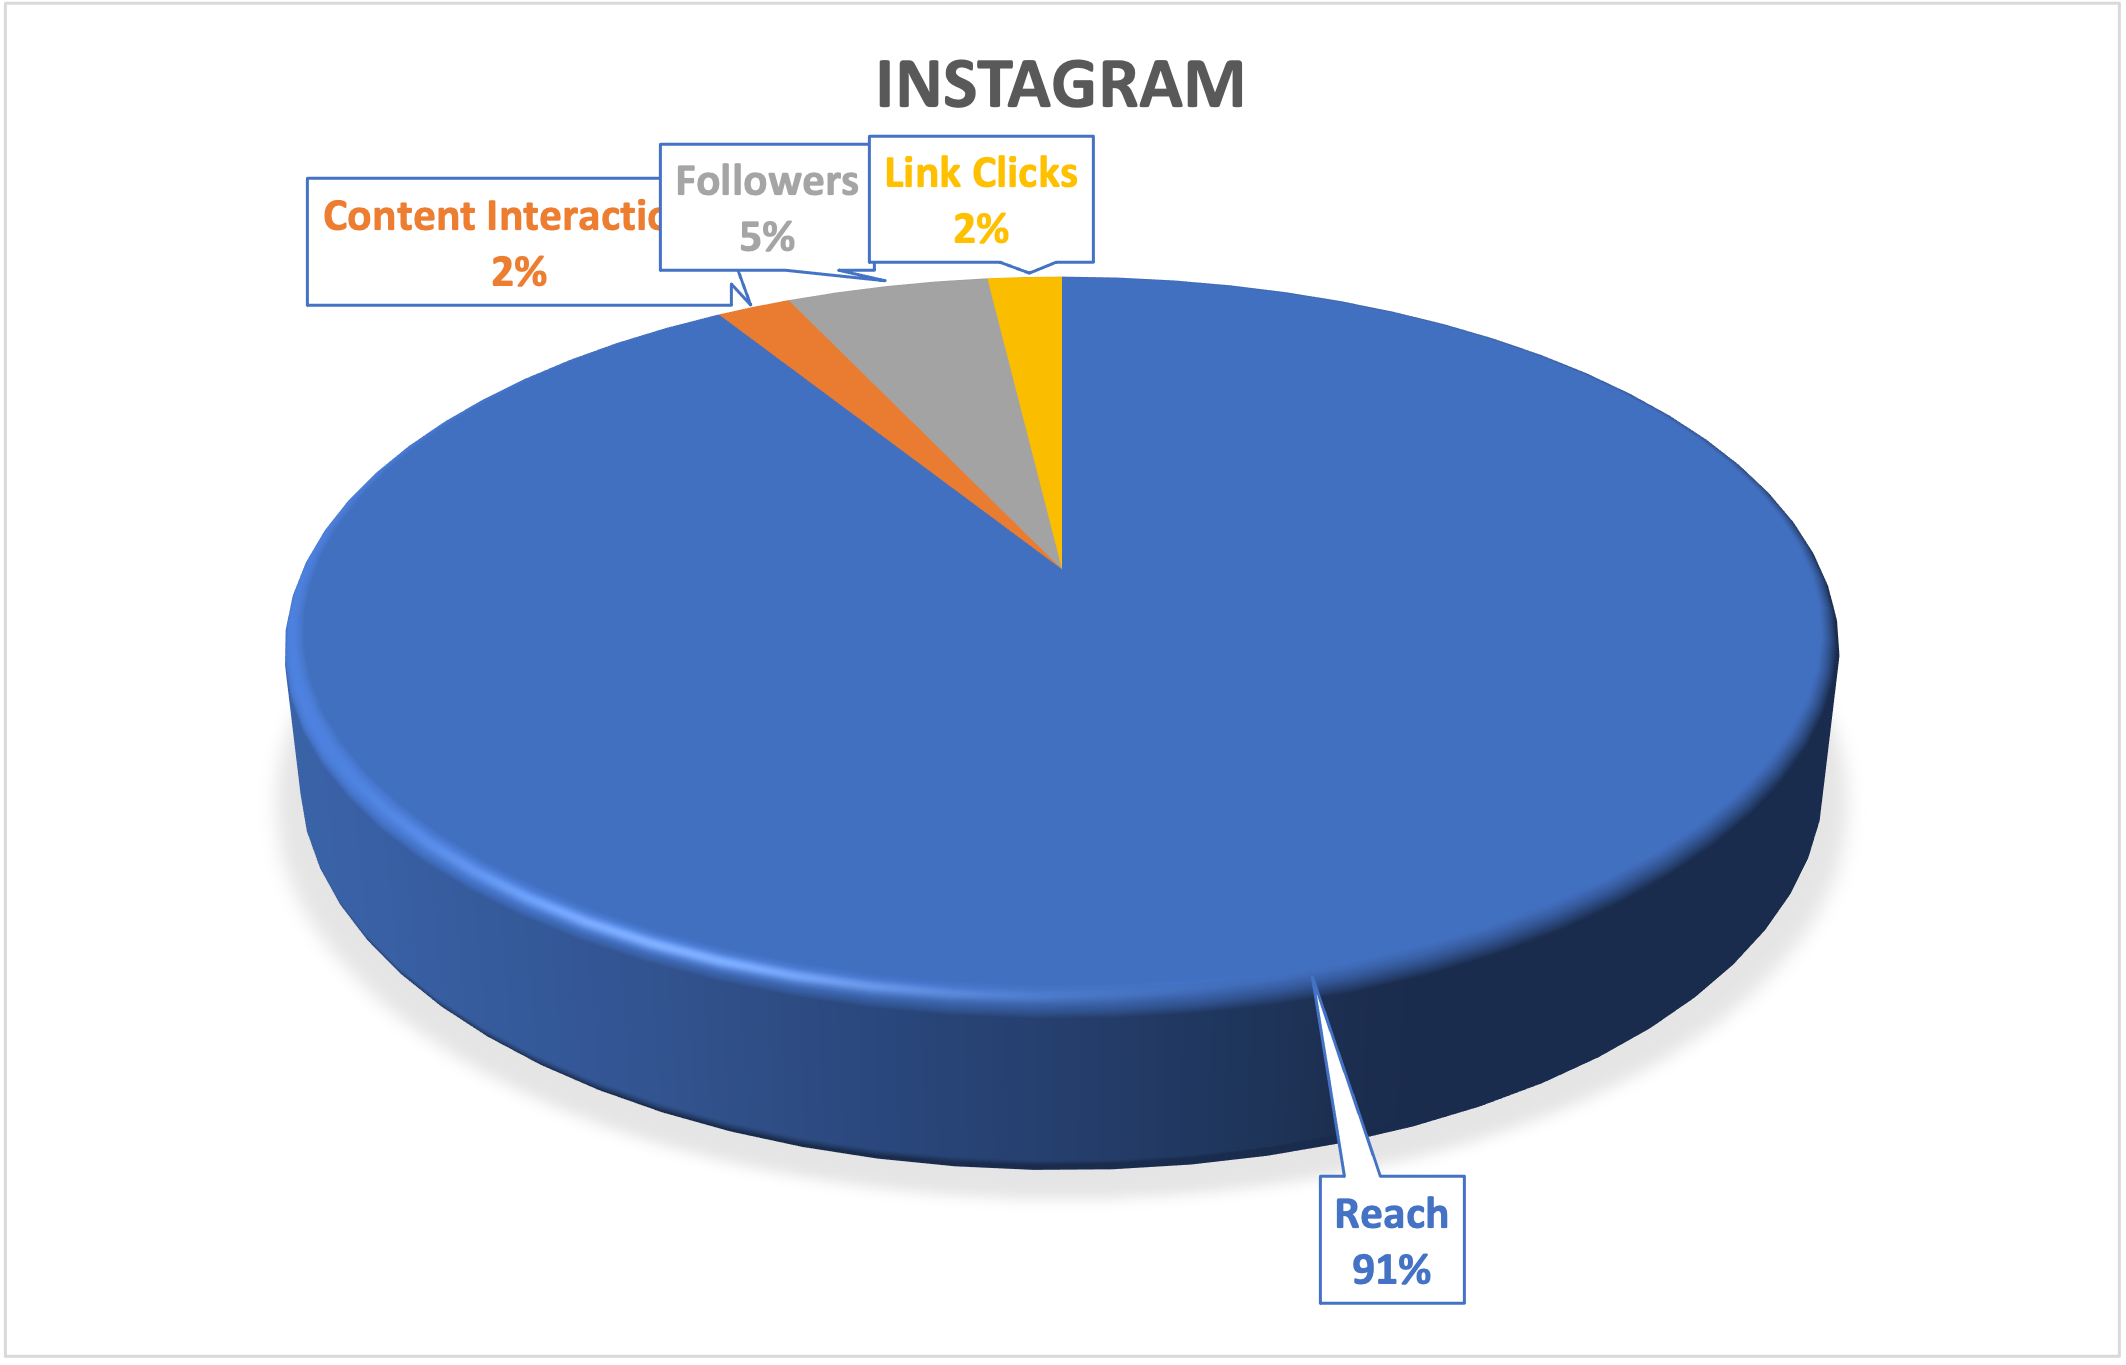 INSTAGRAM
Content Interactio
2%
Followers
5%
Link Clicks
2%
Reach
91%